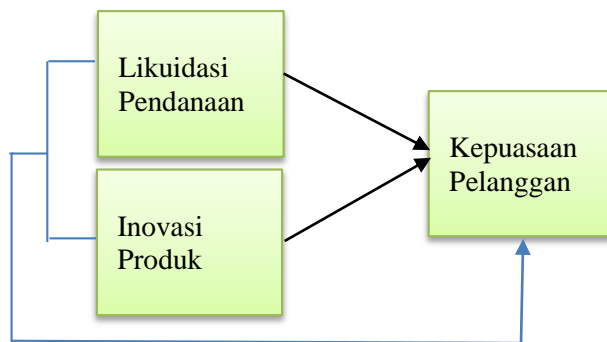 Likuidasi
Pendanaan
Kepuasaan
Pelanggan
Inovasi
Produk